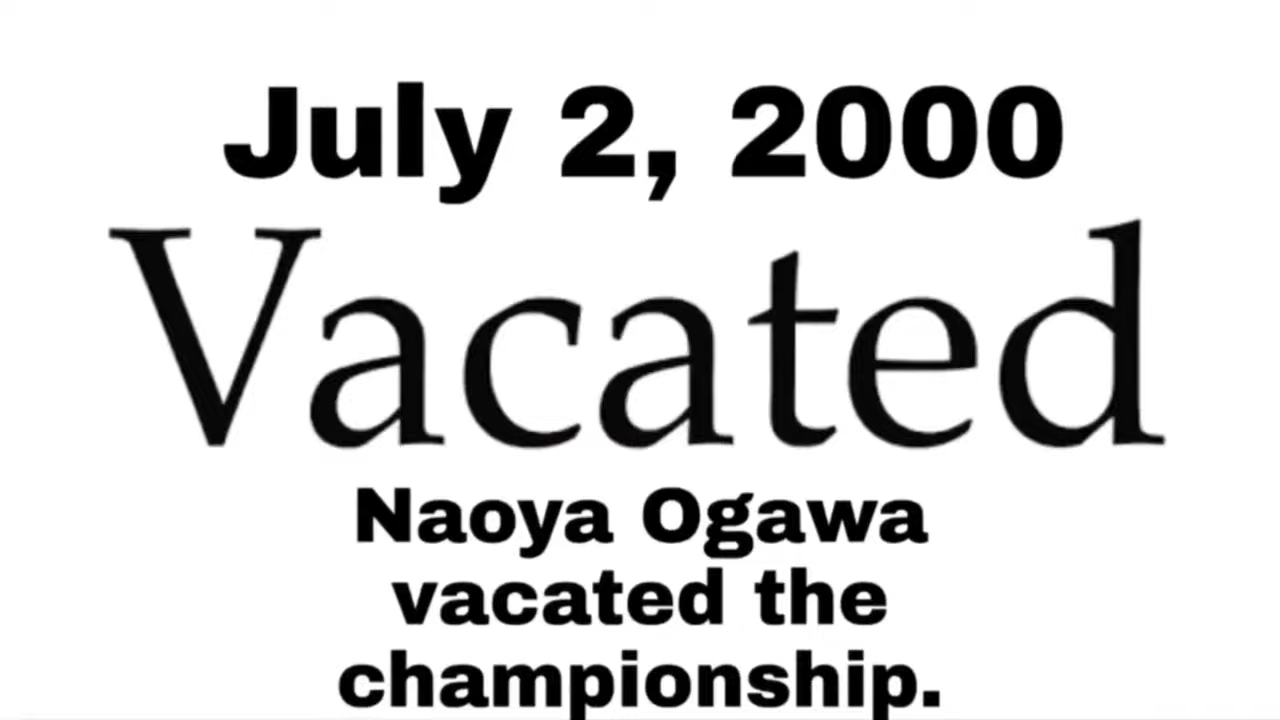 July 2, 2000
Vacated
Naoya Ogawa
vacated the
championship.